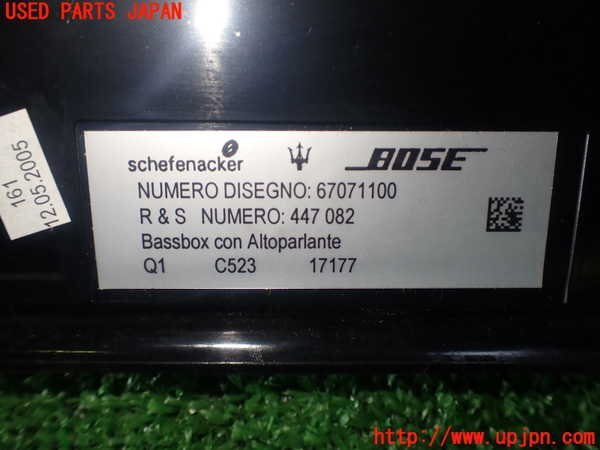 USED PARTS JAPAN
161
12.05.2005
schefenacker
BOSE
NUMERO DISEGNO: 67071100
R & S NUMERO: 447 082
Bassbox con Altoparlante
Q1 C523 17177
http://www.upjpn.com/